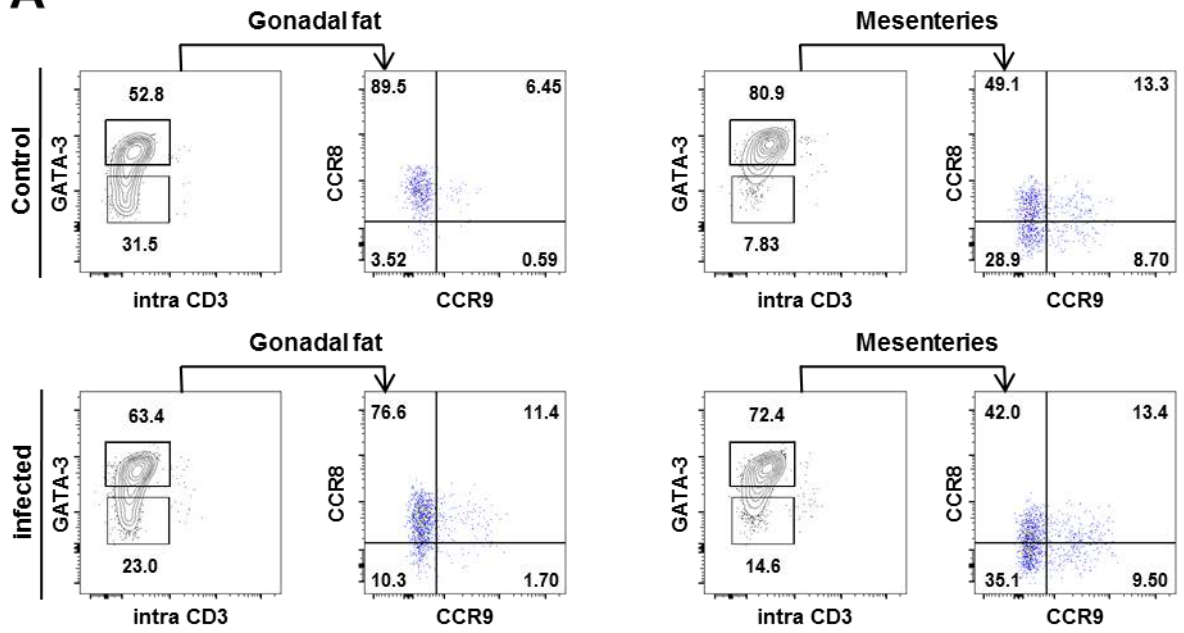 A
Gonadal fat
Mesenteries
Control
GATA-3
52.8
31.5
intra CD3
CCR8
89.5
6.45
3.52
0.59
CCR9
GATA-3
80.9
7.83
intra CD3
CCR8
49.1
13.3
28.9
8.70
CCR9
Gonadal fat
Mesenteries
infected
GATA-3
63.4
23.0
intra CD3
CCR8
76.6
11.4
10.3
1.70
CCR9
GATA-3
72.4
14.6
intra CD3
CCR8
42.0
13.4
35.1
9.50
CCR9